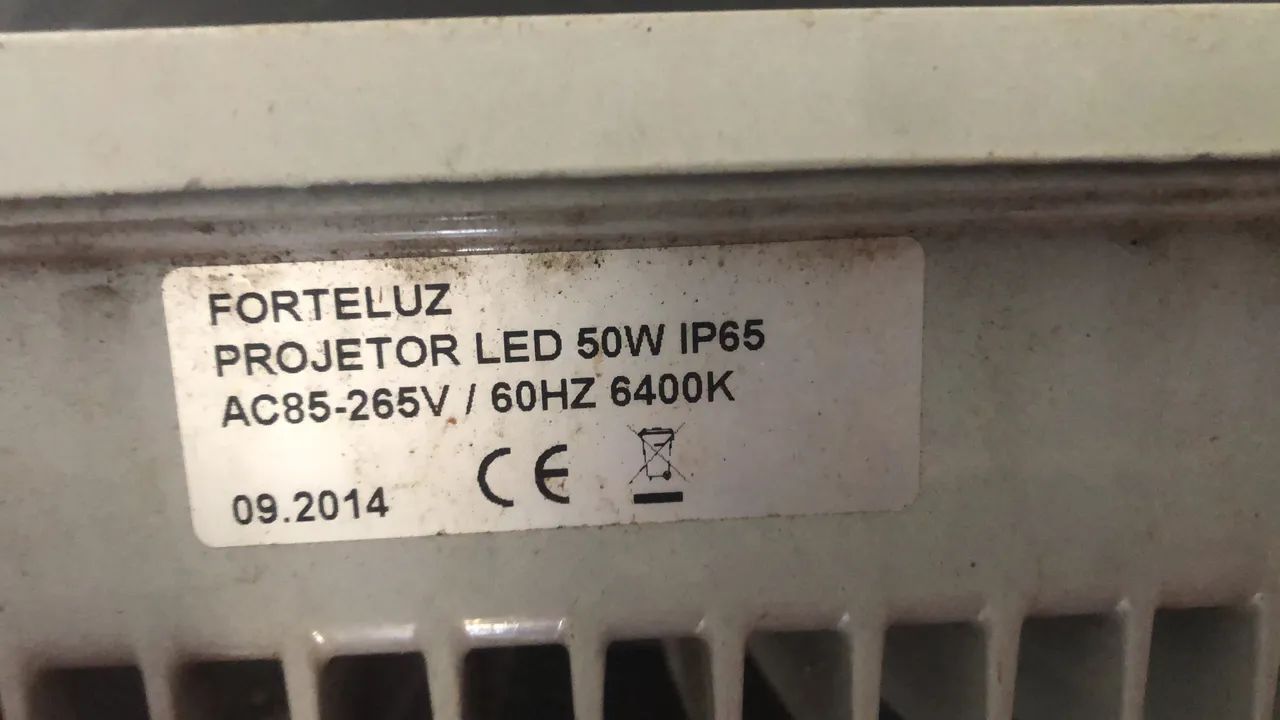 FORTELUZ
PROJETOR LED 50W IP65
AC85-265V / 60HZ 6400K
CE
09.2014